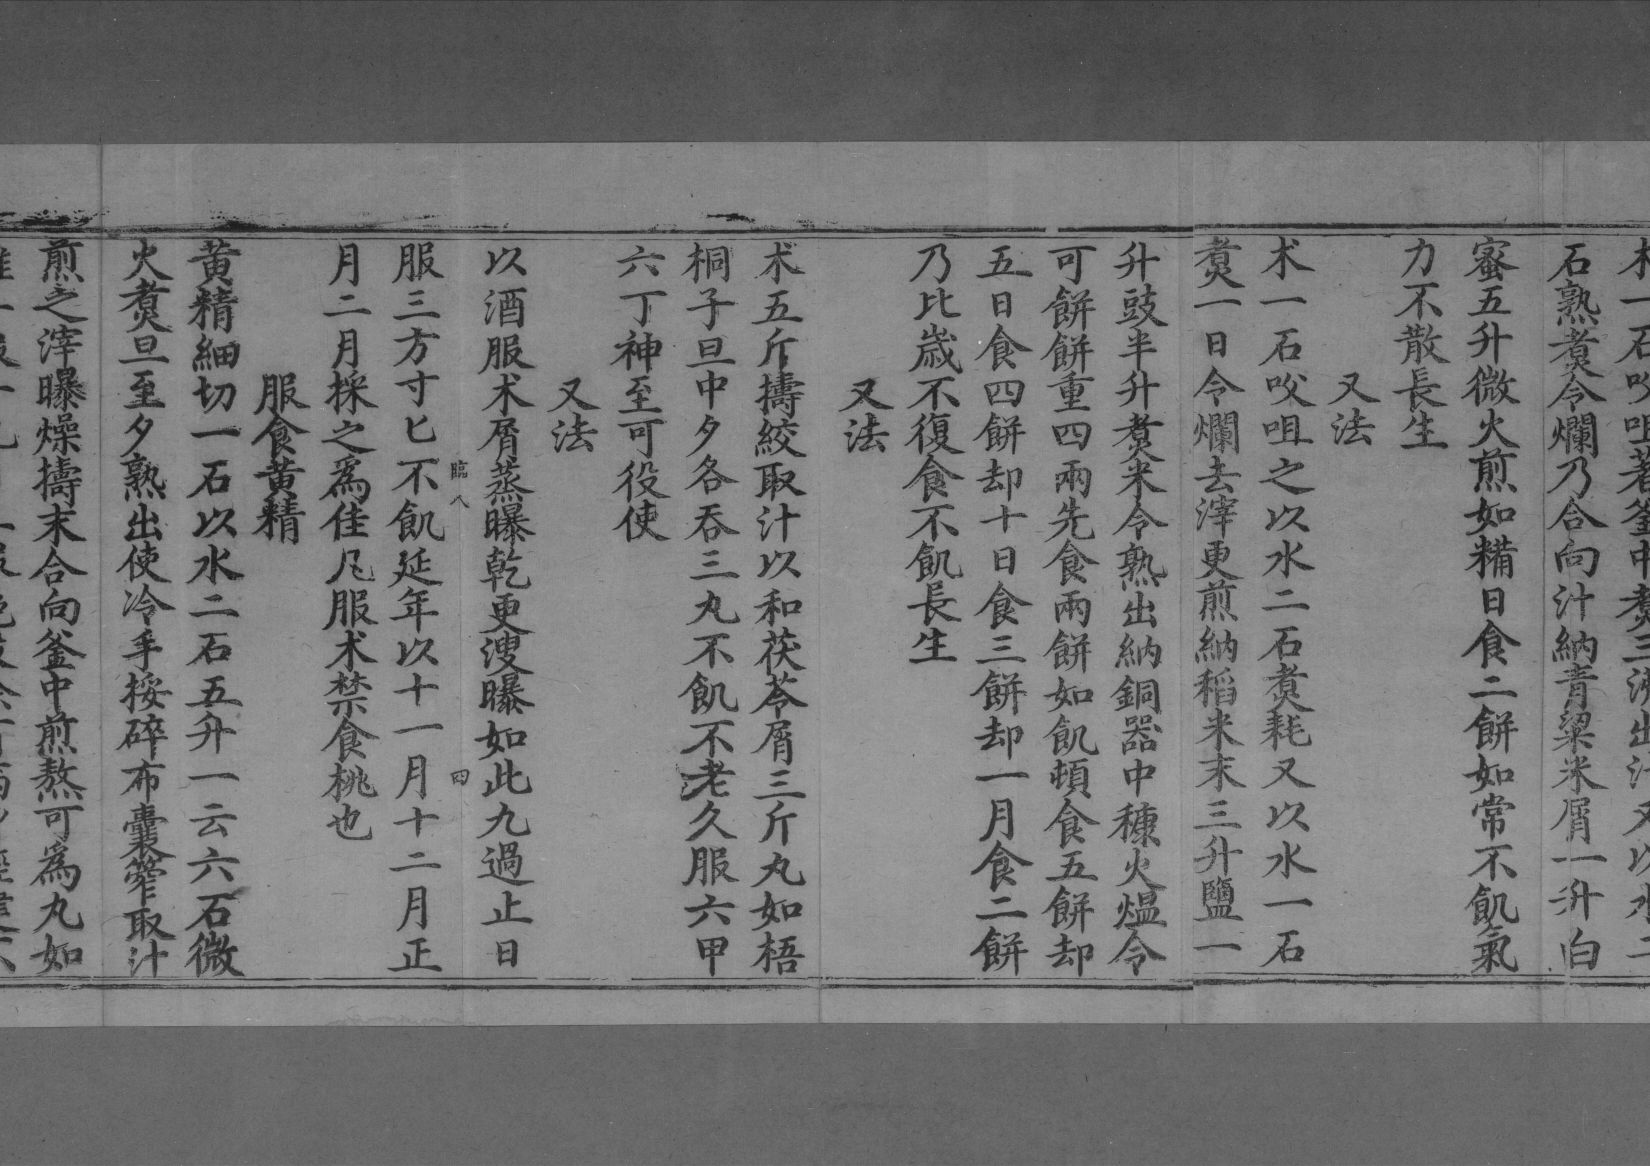 石熟煑令爛乃合向汁納青粱米屑一升白
蜜五升微火煎如糒日食二餅如常不飢氣
力不散長生
又法
术一石㕮咀之以水二石煑耗又以水一石
煑一日令爛去滓更煎納稻米末三升鹽一
升豉半升煑米令熟出納銅器中穅火熅令
可餅餅重四兩先食兩餅如飢頓食五餅却
五日食四餅却十日食三餅却一月食二餅
乃比歲不復食不飢長生
又法
术五斤擣絞取汁以和茯苓屑三斤丸如梧
桐子旦中夕各吞三丸不飢不老久服六甲
六丁神至可役使
又法
以酒服术屑蒸曝乾更溲曝如此九過止日
臨八 四
服三方寸匕不飢延年以十一月十二月正
月二月採之爲佳凡服术禁食桃也
服食黄精
黄精細切一石以水二石五升一云六石微
火煑旦至夕熟出使冷手挼碎布囊窄取汁
煎之滓曝燥擣末合向釜中煎熬可爲丸如